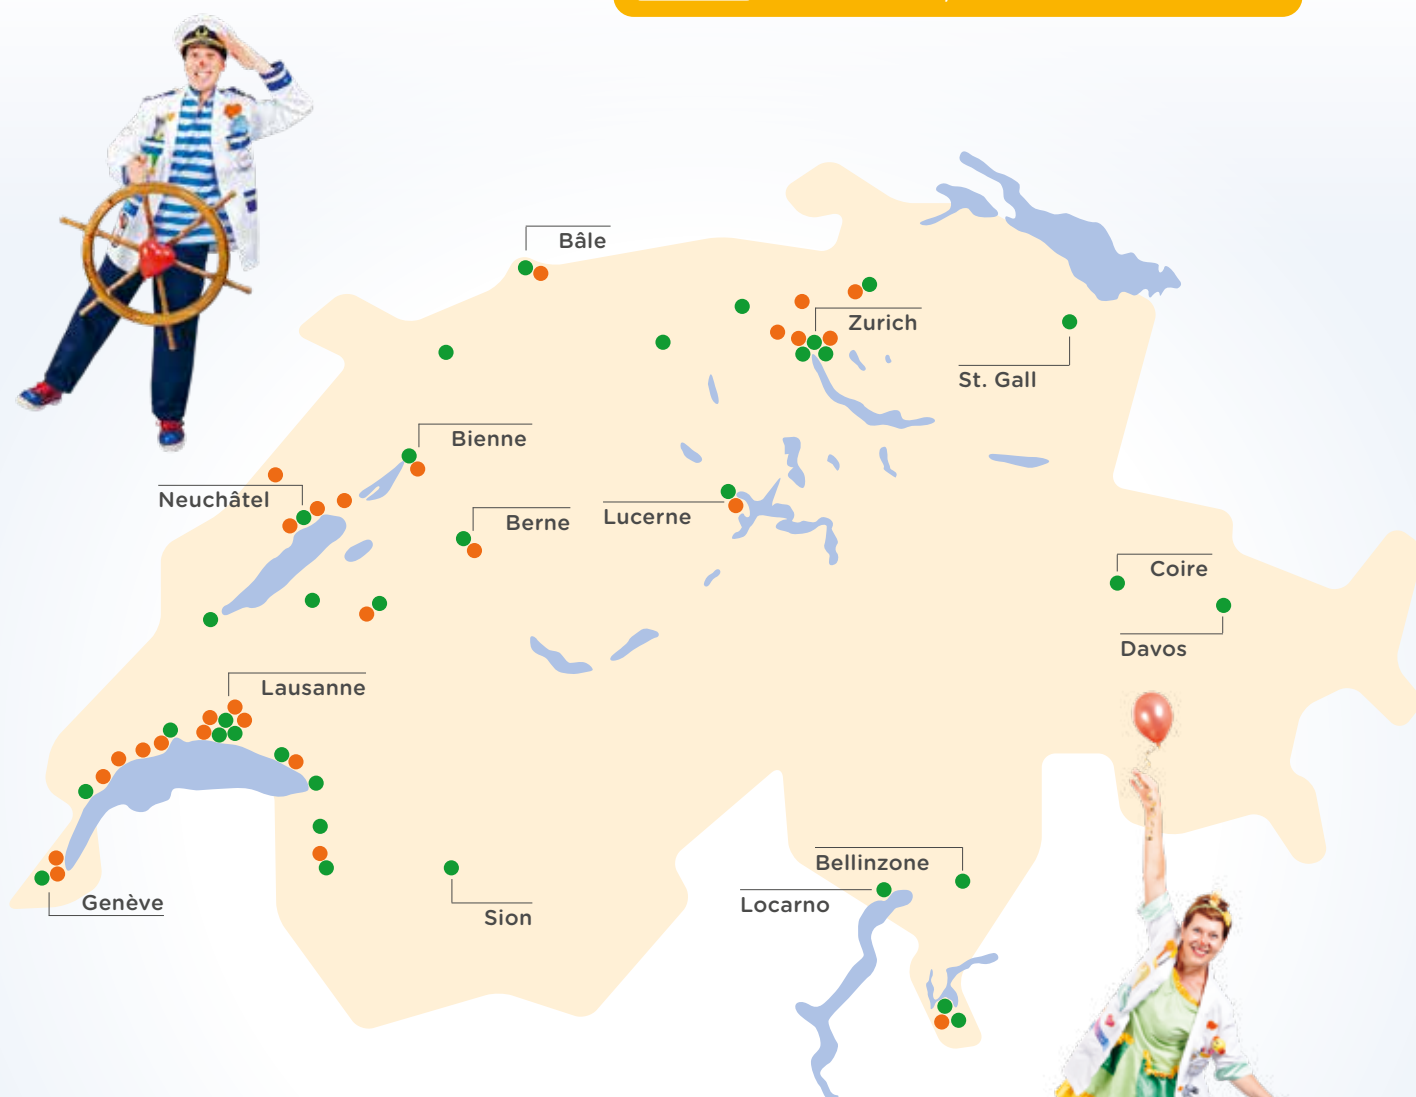 Bâle
Zurich
St. Gall
Bienne
Neuchâtel
Lucerne
Berne
Coire
Davos
Lausanne
Bellinzone
Locarno
Genève
Sion